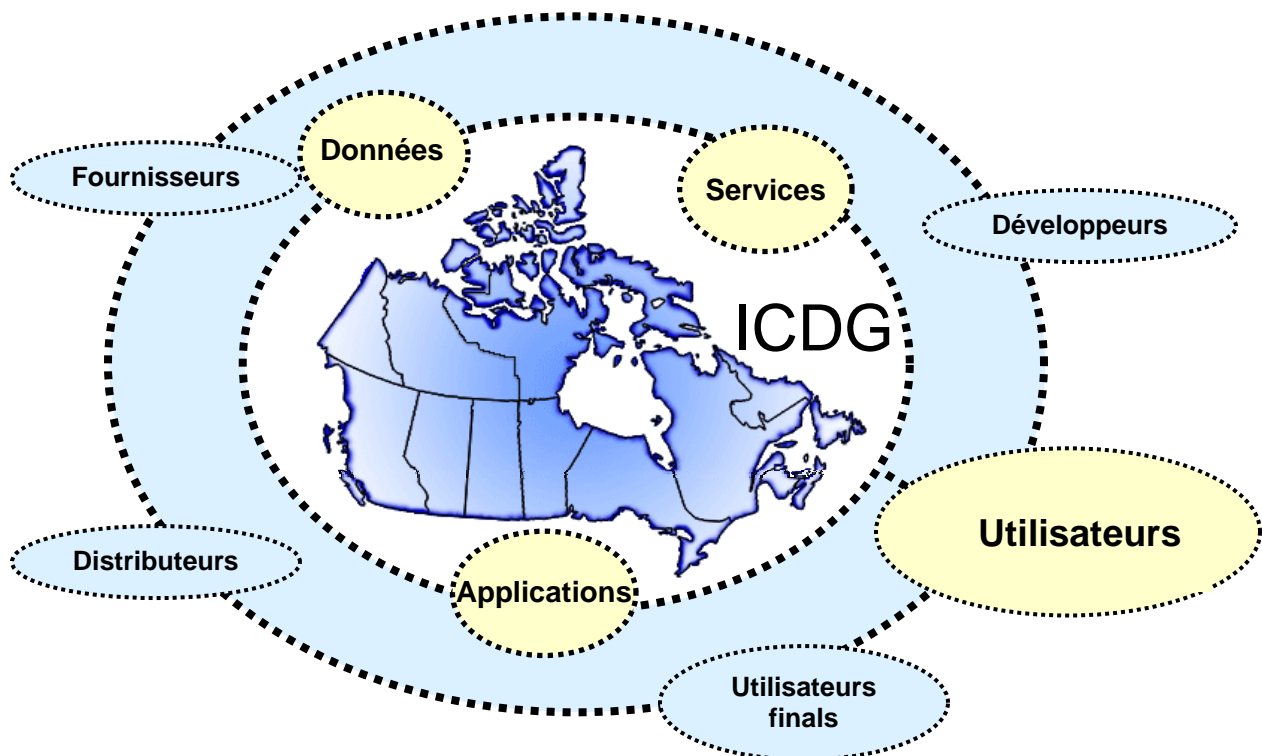 Données
Fournisseurs
Services
Développeurs
ICDG
Utilisateurs
Distributeurs
Applications
Utilisateurs
finals